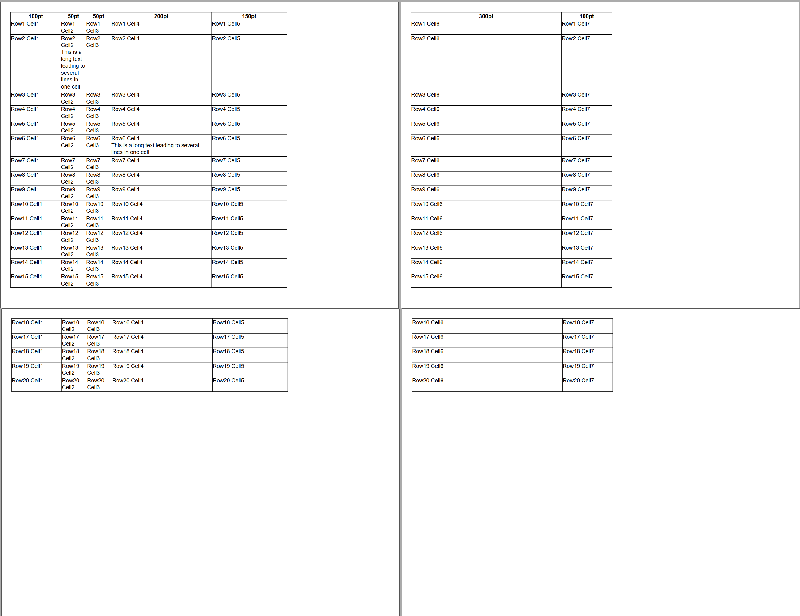 100pt 50pt 50pt 200pt 150pt
Row1 Cell1 Row1 Cell2 Row1 Cell3 Row1 Cell4 Row1 Cell5
Row2 Cell1 Row2 Cell2 This is a long text leading to several lines in one cell Row2 Cell3 Row2 Cell4 Row2 Cell5
Row3 Cell1 Row3 Cell2 Row3 Cell3 Row3 Cell4 Row3 Cell5
Row4 Cell1 Row4 Cell2 Row4 Cell3 Row4 Cell4 Row4 Cell5
Row5 Cell1 Row5 Cell2 Row5 Cell3 Row5 Cell4 Row5 Cell5
Row6 Cell1 Row6 Cell2 Row6 Cell3 Row6 Cell4 This is a long text leading to several lines in one cell Row6 Cell5
Row7 Cell1 Row7 Cell2 Row7 Cell3 Row7 Cell4 Row7 Cell5
Row8 Cell1 Row8 Cell2 Row8 Cell3 Row8 Cell4 Row8 Cell5
Row9 Cell1 Row9 Cell2 Row9 Cell3 Row9 Cell4 Row9 Cell5
Row10 Cell1 Row10 Cell2 Row10 Cell3 Row10 Cell4 Row10 Cell5
Row11 Cell1 Row11 Cell2 Row11 Cell3 Row11 Cell4 Row11 Cell5
Row12 Cell1 Row12 Cell2 Row12 Cell3 Row12 Cell4 Row12 Cell5
Row13 Cell1 Row13 Cell2 Row13 Cell3 Row13 Cell4 Row13 Cell5
Row14 Cell1 Row14 Cell2 Row14 Cell3 Row14 Cell4 Row14 Cell5
Row15 Cell1 Row15 Cell2 Row15 Cell3 Row15 Cell4 Row15 Cell5
300pt 100pt
Row1 Cell6 Row1 Cell7
Row2 Cell6 Row2 Cell7
Row3 Cell6 Row3 Cell7
Row4 Cell6 Row4 Cell7
Row5 Cell6 Row5 Cell7
Row6 Cell6 Row6 Cell7
Row7 Cell6 Row7 Cell7
Row8 Cell6 Row8 Cell7
Row9 Cell6 Row9 Cell7
Row10 Cell6 Row10 Cell7
Row11 Cell6 Row11 Cell7
Row12 Cell6 Row12 Cell7
Row13 Cell6 Row13 Cell7
Row14 Cell6 Row14 Cell7
Row15 Cell6 Row15 Cell7
Row16 Cell1 Row16 Cell2 Row16 Cell3 Row16 Cell4 Row16 Cell5
Row17 Cell1 Row17 Cell2 Row17 Cell3 Row17 Cell4 Row17 Cell5
Row18 Cell1 Row18 Cell2 Row18 Cell3 Row18 Cell4 Row18 Cell5
Row19 Cell1 Row19 Cell2 Row19 Cell3 Row19 Cell4 Row19 Cell5
Row20 Cell1 Row20 Cell2 Row20 Cell3 Row20 Cell4 Row20 Cell5
Row16 Cell6 Row16 Cell7
Row17 Cell6 Row17 Cell7
Row18 Cell6 Row18 Cell7
Row19 Cell6 Row19 Cell7
Row20 Cell6 Row20 Cell7